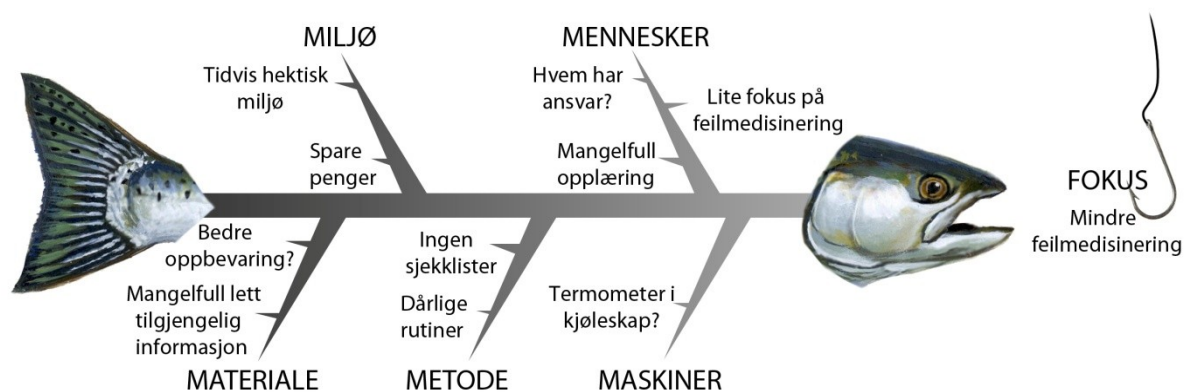 MILJØ
Tidvis hektisk
miljø
Spare
penger
MENNESKER
Hvem har
ansvar?
Lite fokus på
feilmedisinering
Mangelfull
opplæring
FOKUS
Mindre
feilmedisinering
Bedre
oppbevaring?
Mangelfull lett
tilgjengelig
informasjon
MATERIALE
Ingen
sjekklister
Dårlige
rutiner
METODE
Termometer i
kjøleskap?
MASKINER